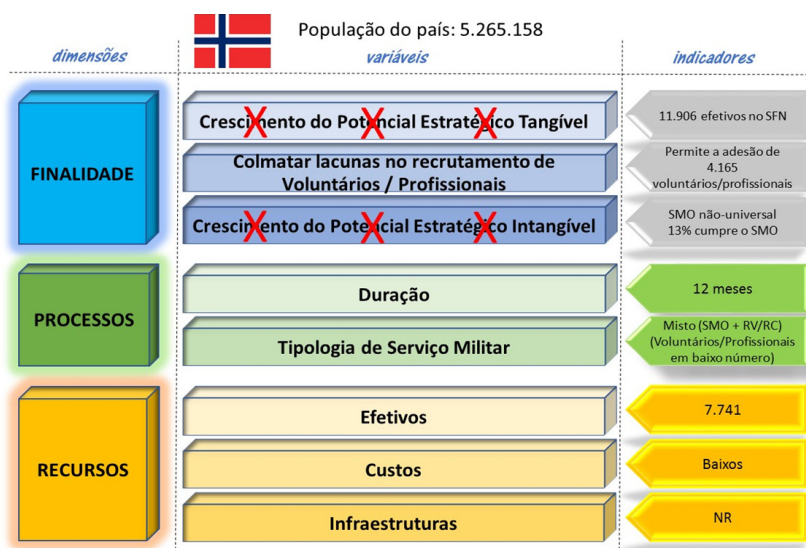 População do país: 5.265.158
dimensões
variáveis
indicadores
FINALIDADE
Crescimento do Potencial Estratégico Tangível
11.906 efetivos no SFN
Colmatar lacunas no recrutamento de
Voluntários / Profissionais
Permite a adesão de
4.165
voluntários/profissionais
Crescimento do Potencial Estratégico Intangível
SMO não-universal
13% cumpre o SMO
PROCESSOS
Duração
12 meses
Tipologia de Serviço Militar
Misto (SMO + RV/RC)
(Voluntários/Profissionais
em baixo número)
RECURSOS
Efetivos
7.741
Custos
Baixos
Infraestruturas
NR